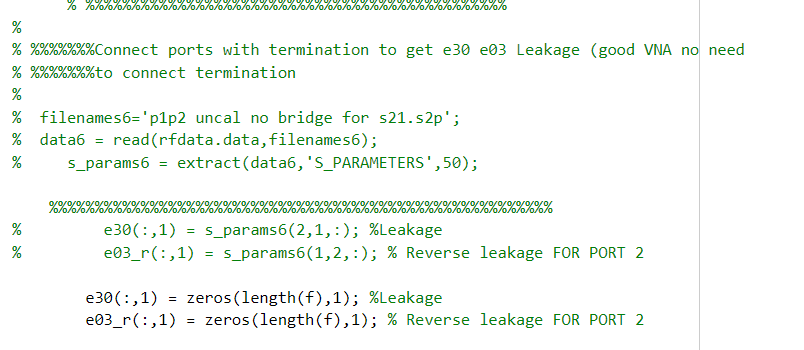 % %%%%%%%%%%%%%%%%%%%%%%%%%%%%%%%%%%%%%%%%%%%%%%%
%
% %%%%%%%Connect ports with termination to get e30 e03 Leakage (good VNA no need
% %%%%%%%to connect termination
%
%  filenames6='p1p2 uncal no bridge for s21.s2p';
%  data6 = read(rfdata.data,filenames6);
%     s_params6 = extract(data6,'S_PARAMETERS',50);
%%%%%%%%%%%%%%%%%%%%%%%%%%%%%%%%%%%%%%%%%%%%%%%%%%%%%%%%
%         e30(:,1) = s_params6(2,1,:); %Leakage
%         e03_r(:,1) = s_params6(1,2,:); % Reverse leakage FOR PORT 2
e30(:,1) = zeros(length(f),1); %Leakage
e03_r(:,1) = zeros(length(f),1); % Reverse leakage FOR PORT 2